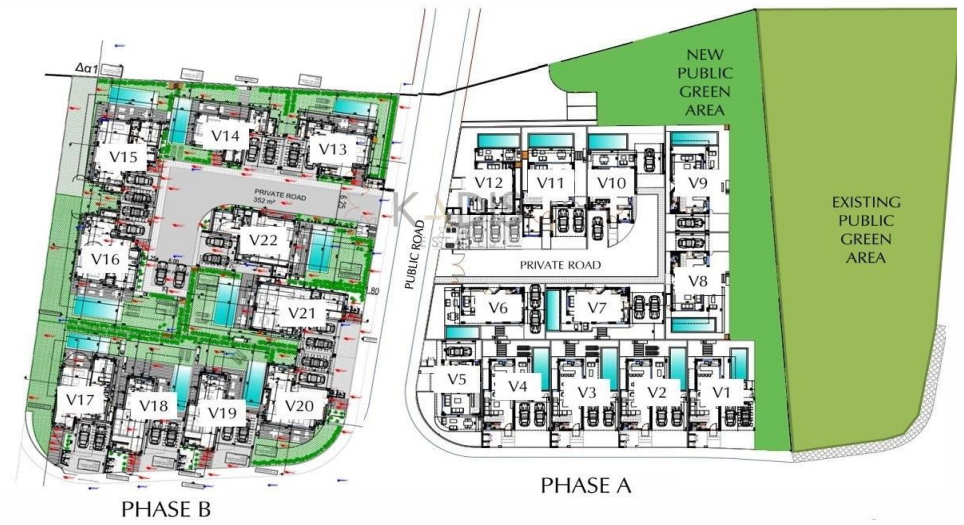 Δα1
V14
V13
V15
PRIVATE ROAD
352 m²
V22
V16
V21
V17
V18
V19
V20
PHASE B
PUBLIC ROAD
NEW
PUBLIC
GREEN
AREA
EXISTING
PUBLIC
GREEN
AREA
V12
V11
V10
V9
PRIVATE ROAD
V8
V6
V7
V5
V4
V3
V2
V1
PHASE A